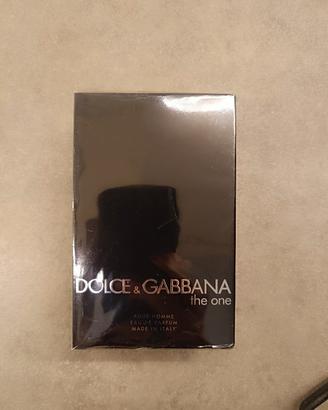 DOLCE & GABBANA
the one
POUR HOMME
EAU DE PARFUM
MADE IN ITALY